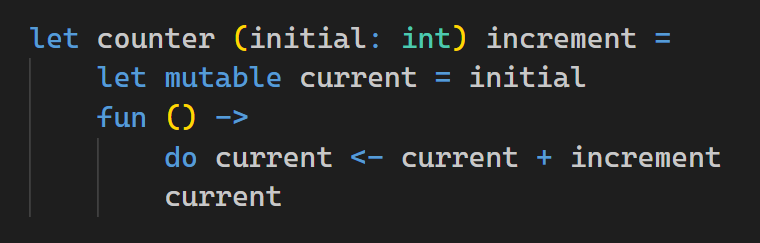 let counter (initial: int) increment =
    let mutable current = initial
    fun () ->
        do current <- current + increment
        current